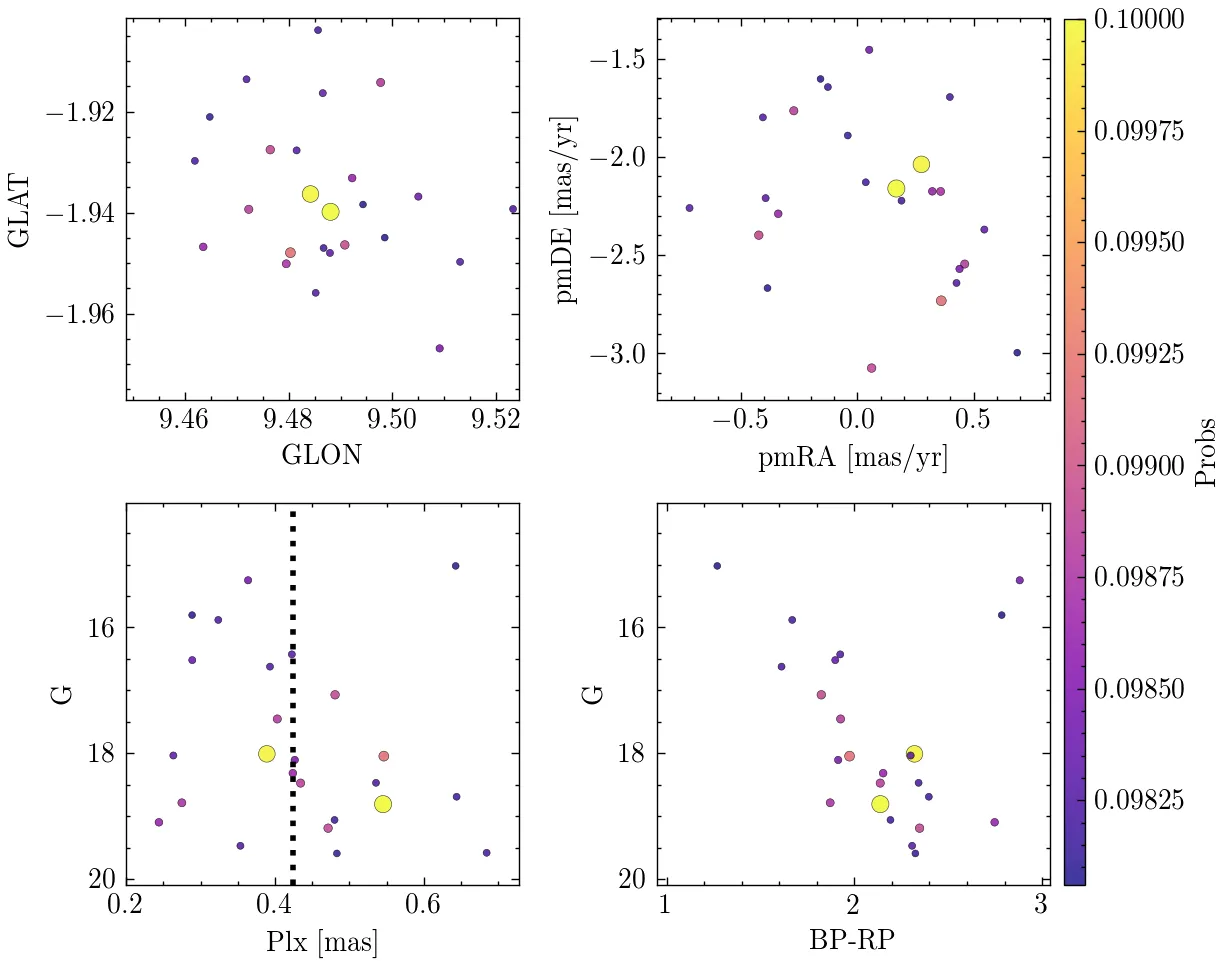 GLAT
−1.92
−1.94
−1.96
9.46 9.48 9.50 9.52
GLON
pmDE [mas/yr]
−1.5
−2.0
−2.5
−3.0
−0.5 0.0 0.5
pmRA [mas/yr]
G
16
18
20
0.2 0.4 0.6
Plx [mas]
G
16
18
20
1 2 3
BP-RP
0.10000
0.09975
0.09950
0.09925
0.09900
0.09875
0.09850
0.09825
Probs